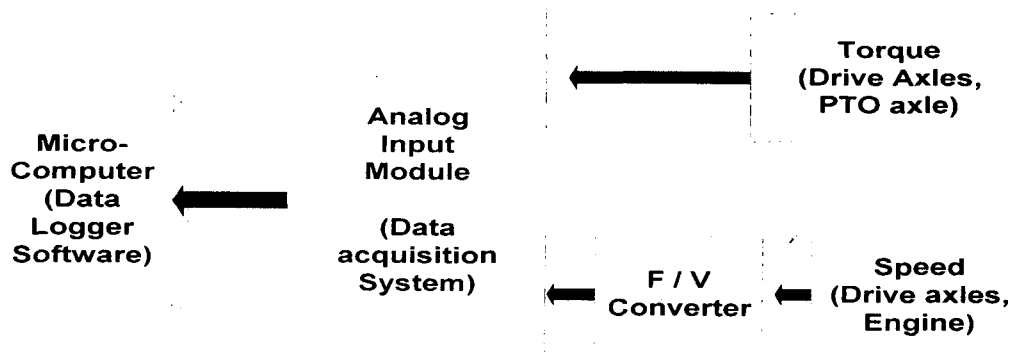 Micro-
Computer
(Data
Logger
Software)
Analog
Input
Module
(Data
acquisition
System)
Torque
(Drive Axles,
PTO axle)
F / V
Converter
Speed
(Drive axles,
Engine)